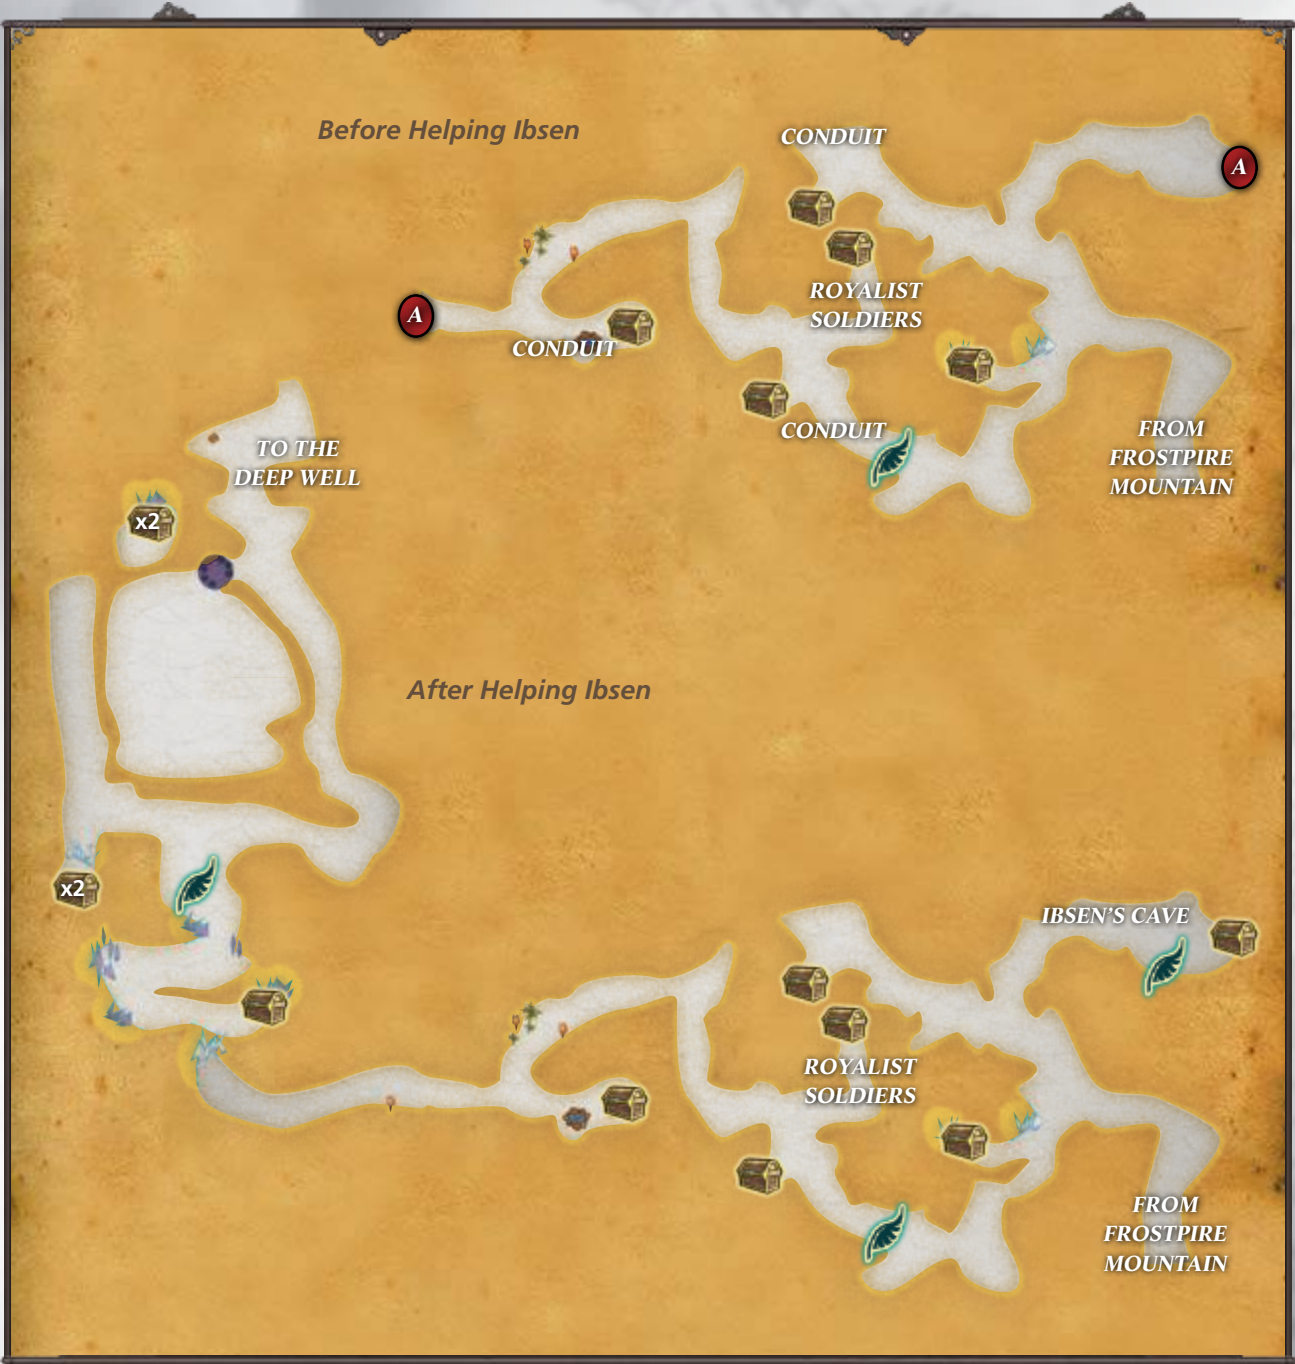 Before Helping Ibsen
CONDUIT
A
ROYALIST
SOLDIERS
A
CONDUIT
CONDUIT
FROM
FROSTPIRE
MOUNTAIN
TO THE
DEEP WELL
x2
After Helping Ibsen
x2
IBSEN'S CAVE
ROYALIST
SOLDIERS
FROM
FROSTPIRE
MOUNTAIN